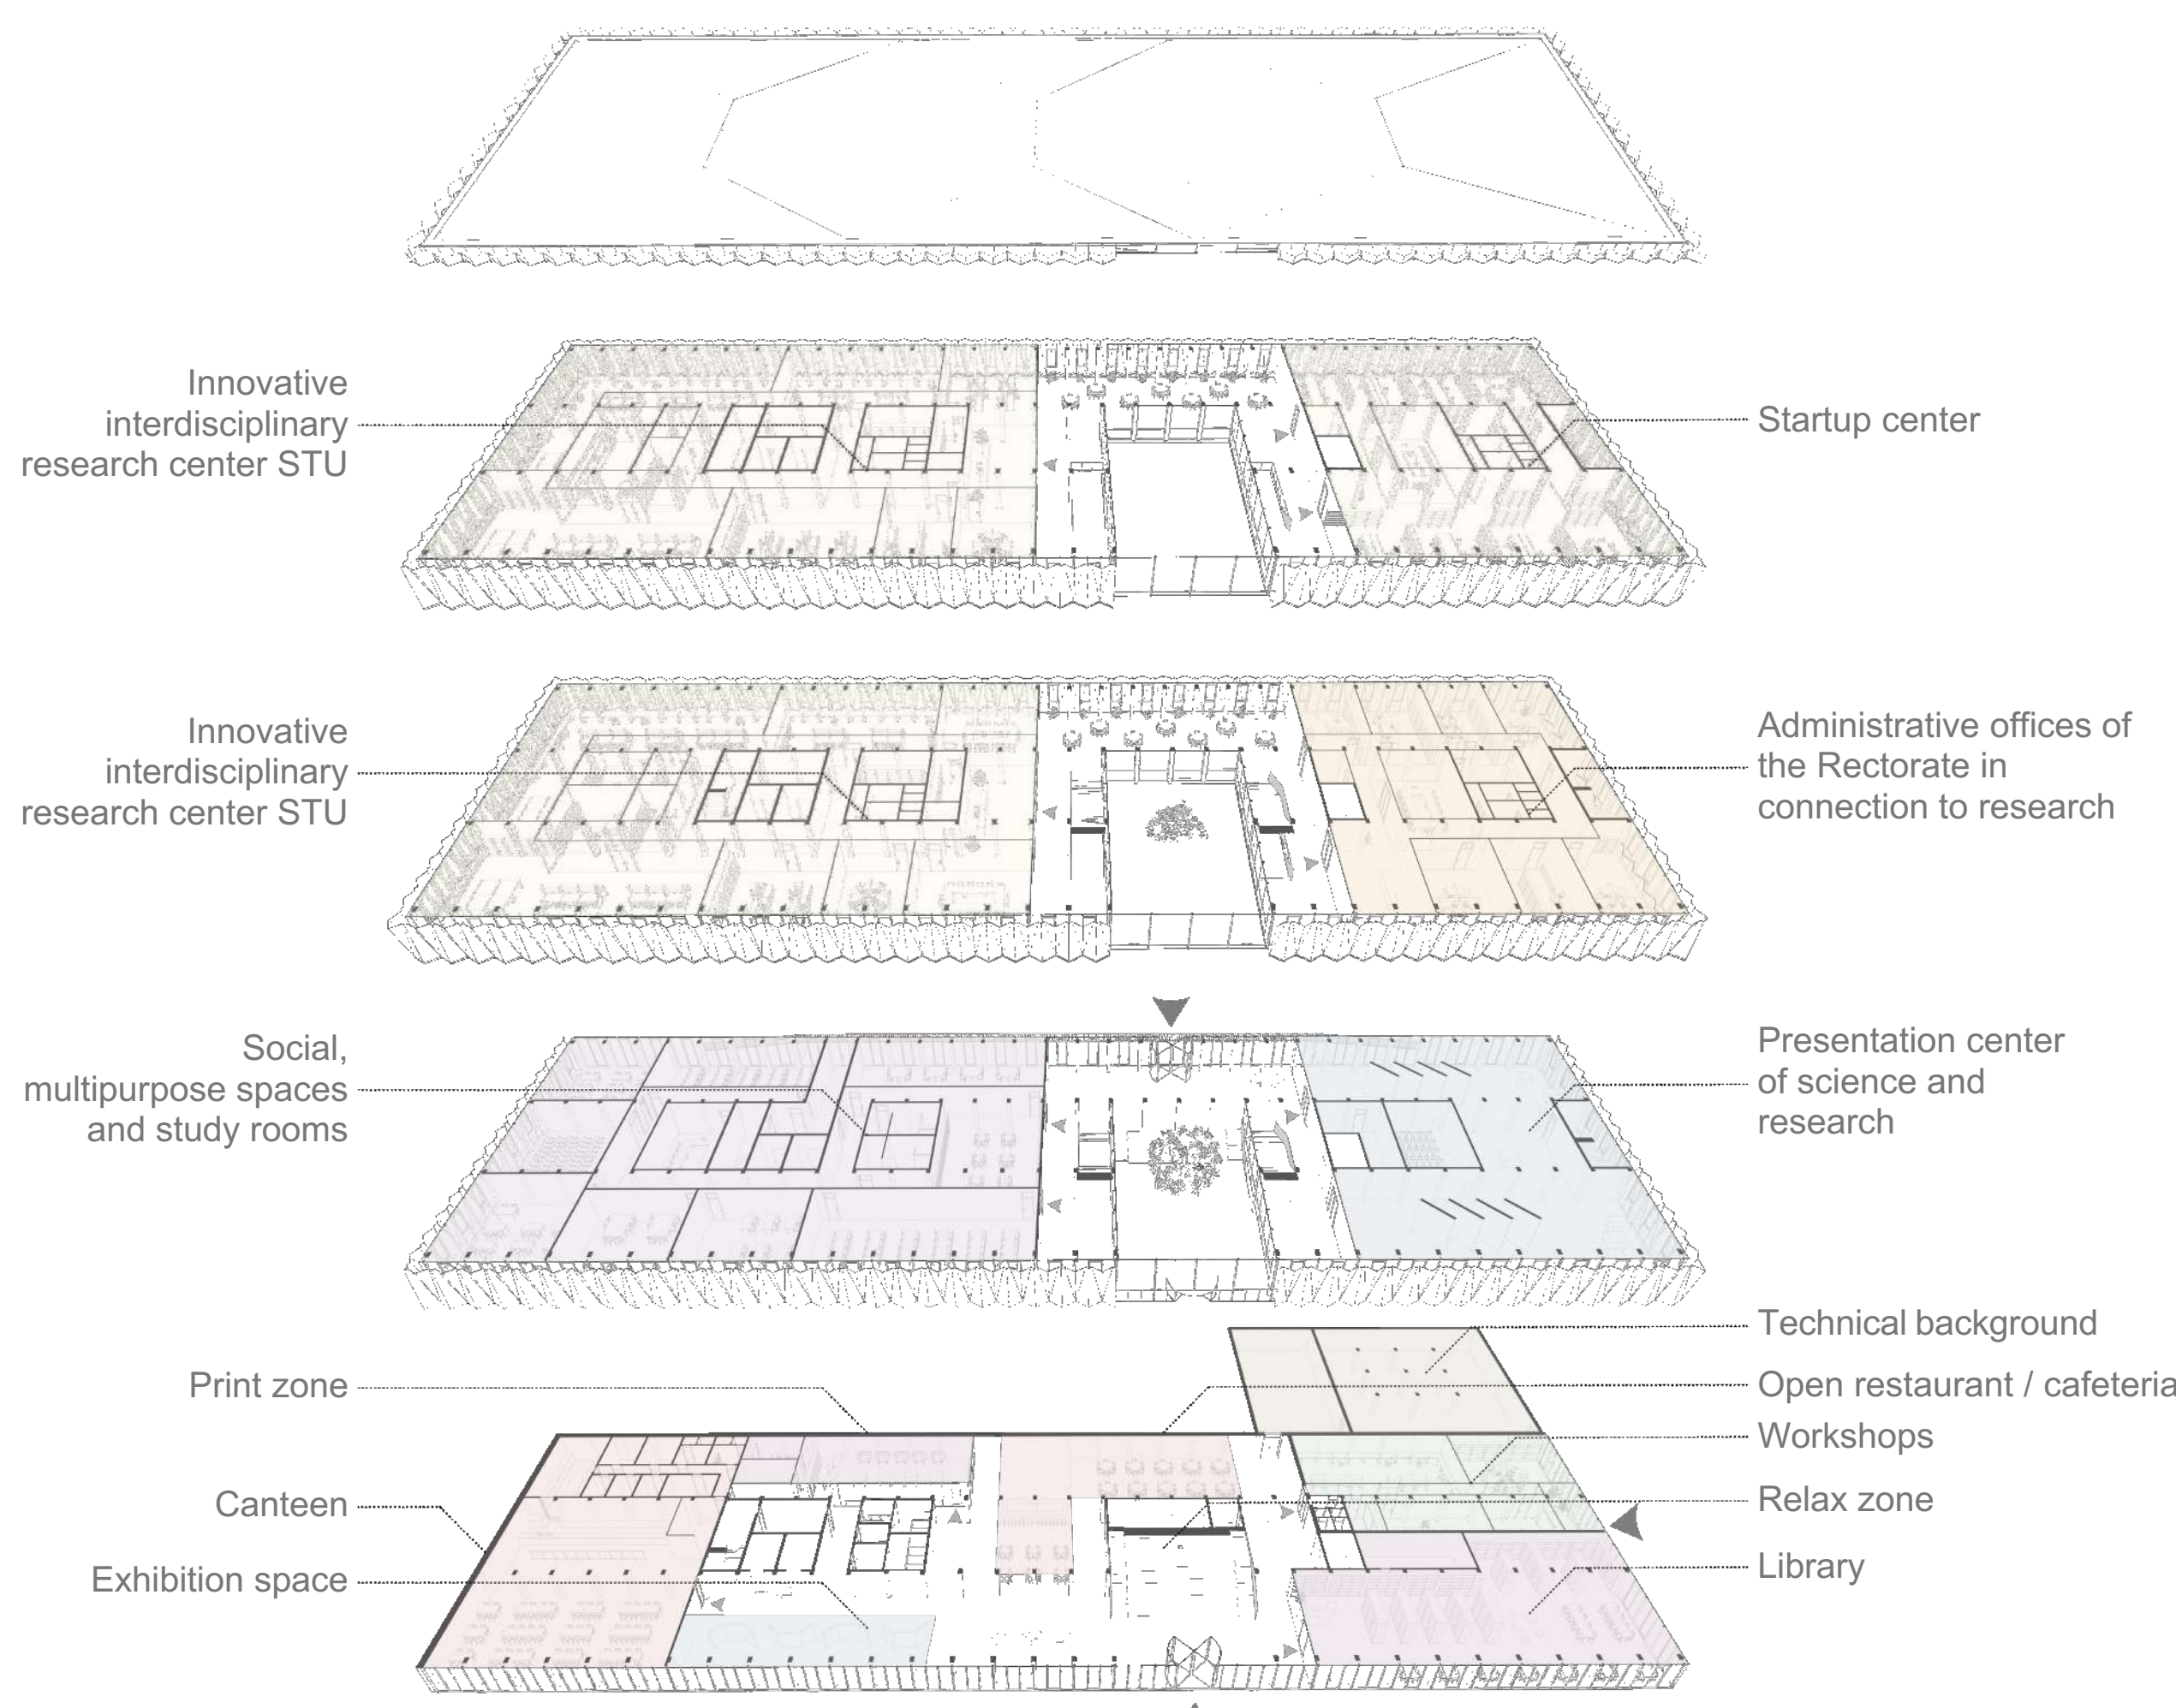 Innovative
interdisciplinary
research center STU
Startup center
Innovative
interdisciplinary
research center STU
Administrative offices of
the Rectorate in
connection to research
Social,
multipurpose spaces
and study rooms
Presentation center
of science and
research
Technical background
Print zone
Open restaurant / cafeteria
Workshops
Canteen
Relax zone
Exhibition space
Library